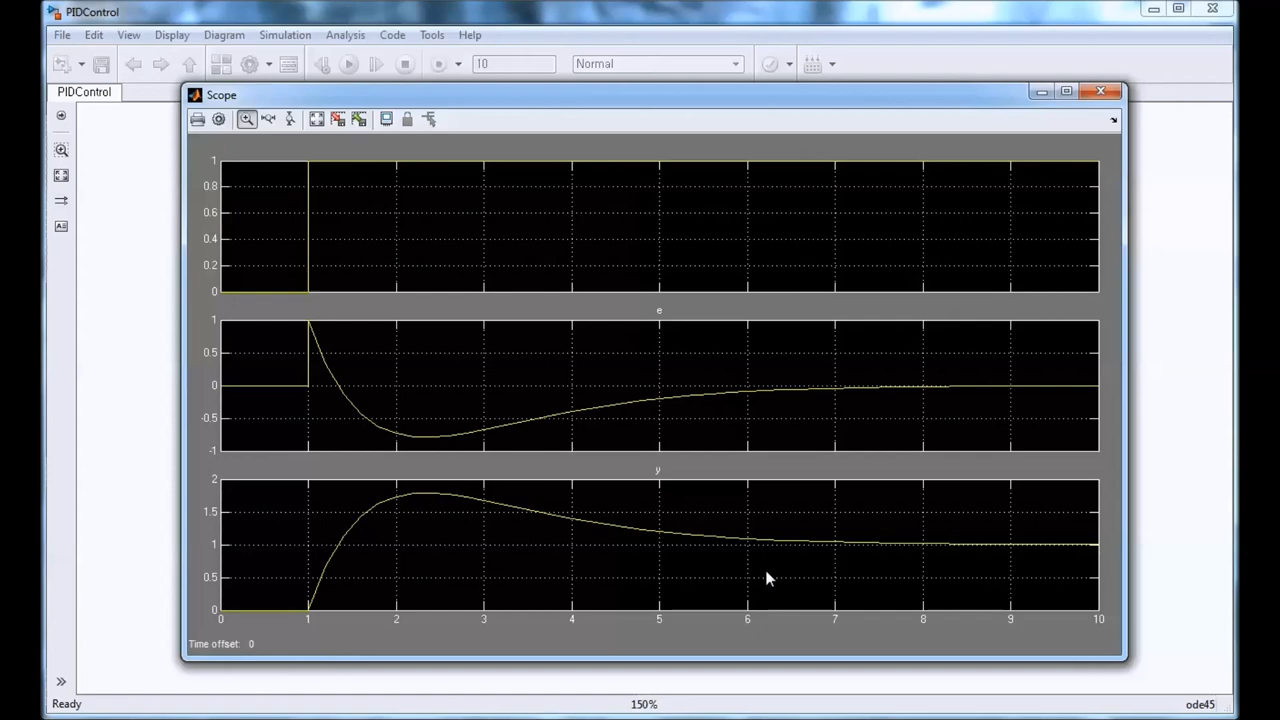 PIDControl
File Edit View Display Diagram Simulation Analysis Code Tools Help
10 Normal
PIDControl
Scope
1
0.8
0.6
0.4
0.2
0
e
1
0.5
0
-0.5
-1
y
2
1.5
1
0.5
0
0 1 2 3 4 5 6 7 8 9 10
Time offset: 0
Ready 150% ode45